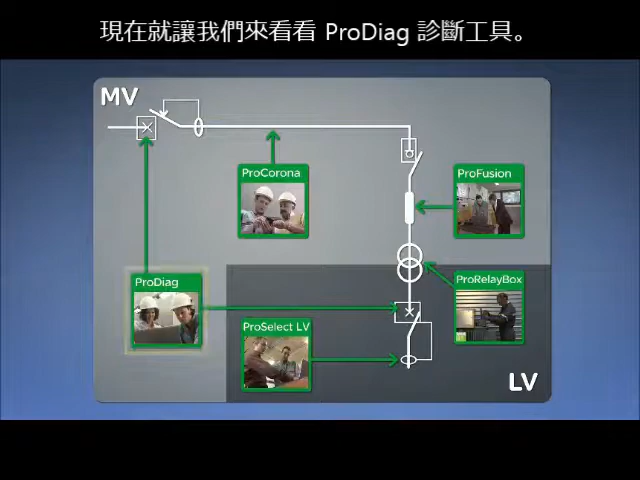 現在就讓我們來看看 ProDiag 診斷工具。
MV
ProCorona
ProFusion
ProDiag
ProRelayBox
ProSelect LV
LV